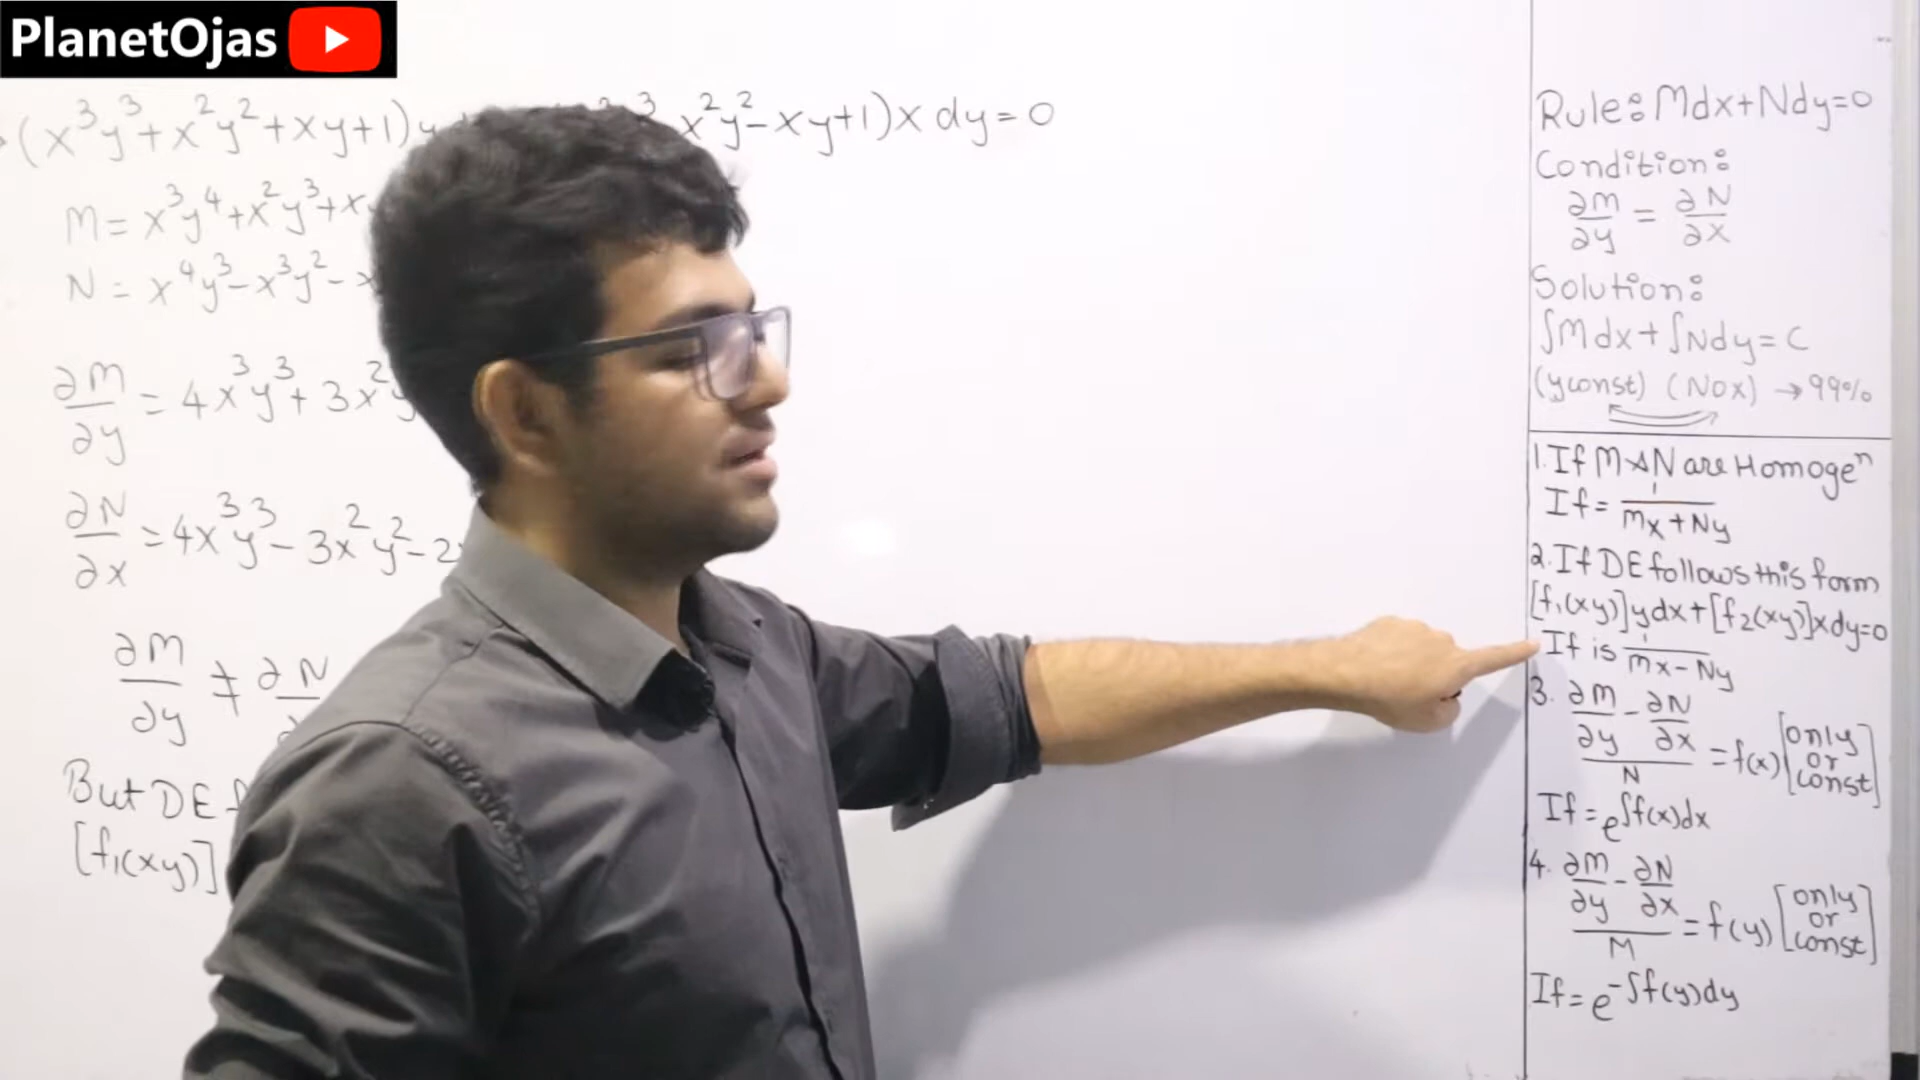 PlanetOjas
(x³y³+x²y²+xy+1)y x²y²-xy+1)x dy=0
M= x³y⁴+x²y³+x
N = x⁴y³-x³y²-x
∂M/∂y = 4x³y³+3x²y
∂N/∂x =4x³y³-3x²y²-2
∂M/∂y ≠ ∂N
But DE f
[f₁(xy)]
Rule: Mdx+Ndy=0
Condition:
∂M/∂y = ∂N/∂x
Solution:
∫Mdx+∫Ndy=C
(yconst) (NOx) →99%
1.If M&N are Homogeⁿ
If= 1/Mx+Ny
2.If DE follows this form
[f₁(xy)]ydx+[f₂(xy)]xdy=0
If is 1/Mx-Ny
3. (∂M/∂y - ∂N/∂x)/N = f(x) [only or const]
If=e^∫f(x)dx
4. (∂M/∂y - ∂N/∂x)/M = f(y) [only or const]
If=e^-∫f(y)dy